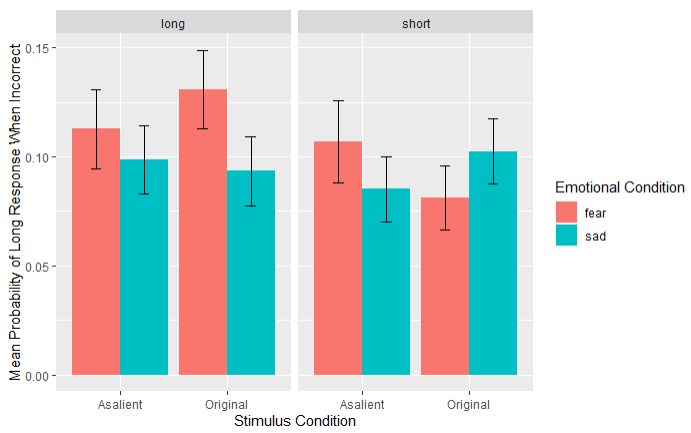 long
short
Mean Probability of Long Response When Incorrect
0.15
0.10
0.05
0.00
Asalient
Original
Asalient
Original
Stimulus Condition
Emotional Condition
fear
sad